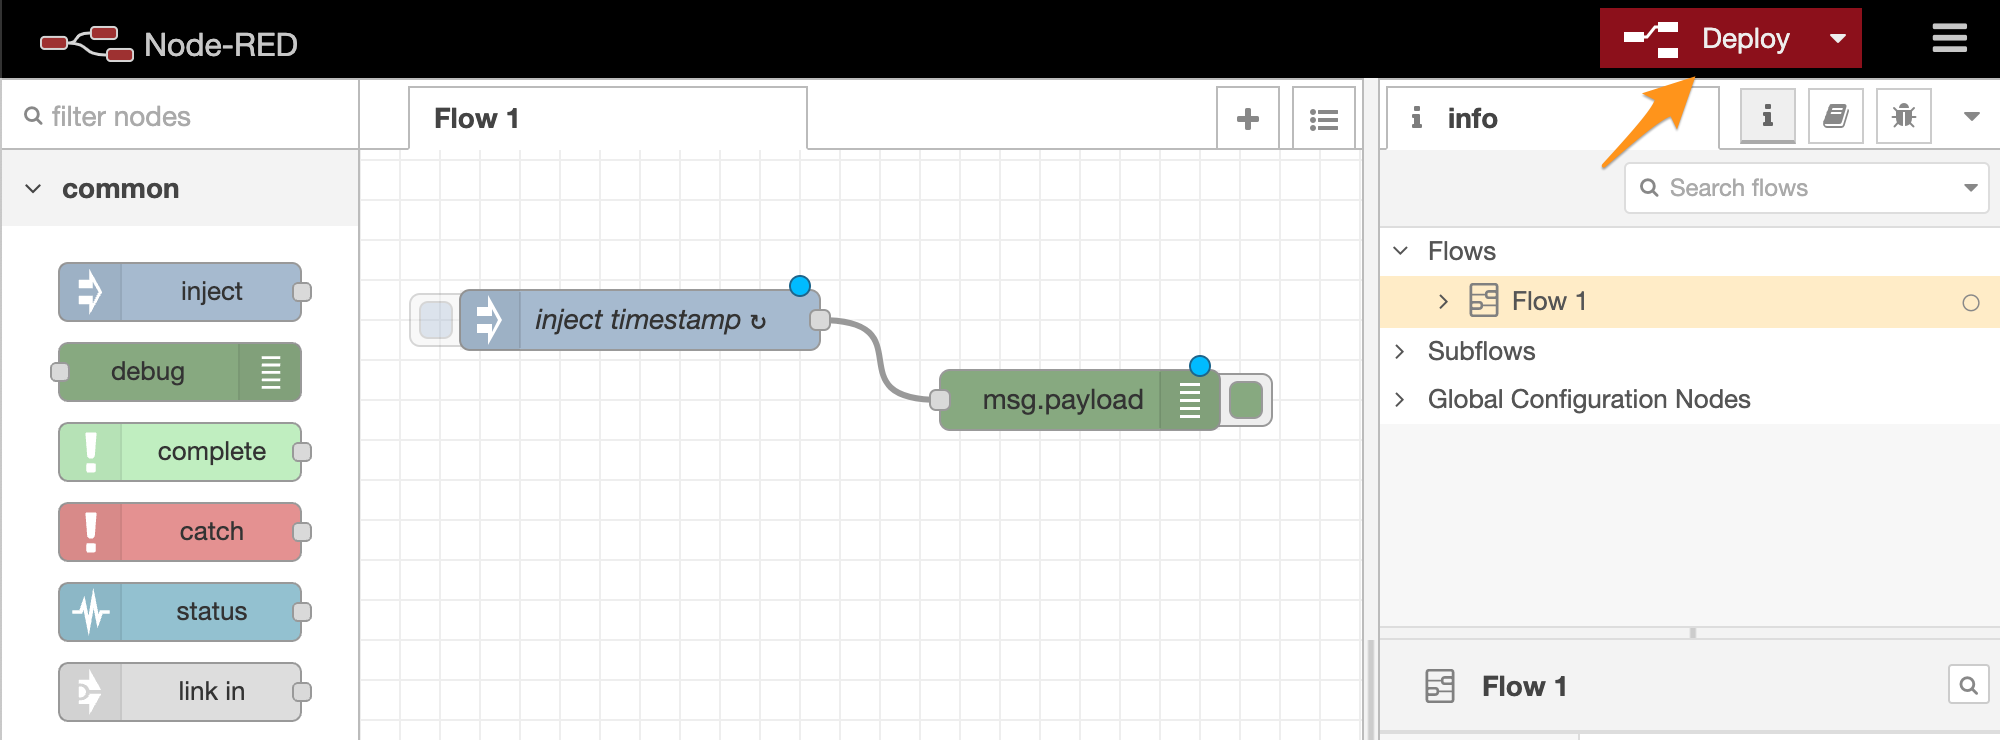 Node-RED
Deploy
filter nodes
Flow 1
info
common
Search flows
Flows
Flow 1
Subflows
Global Configuration Nodes
inject
debug
complete
catch
status
link in
inject timestamp ↻
msg.payload
Flow 1